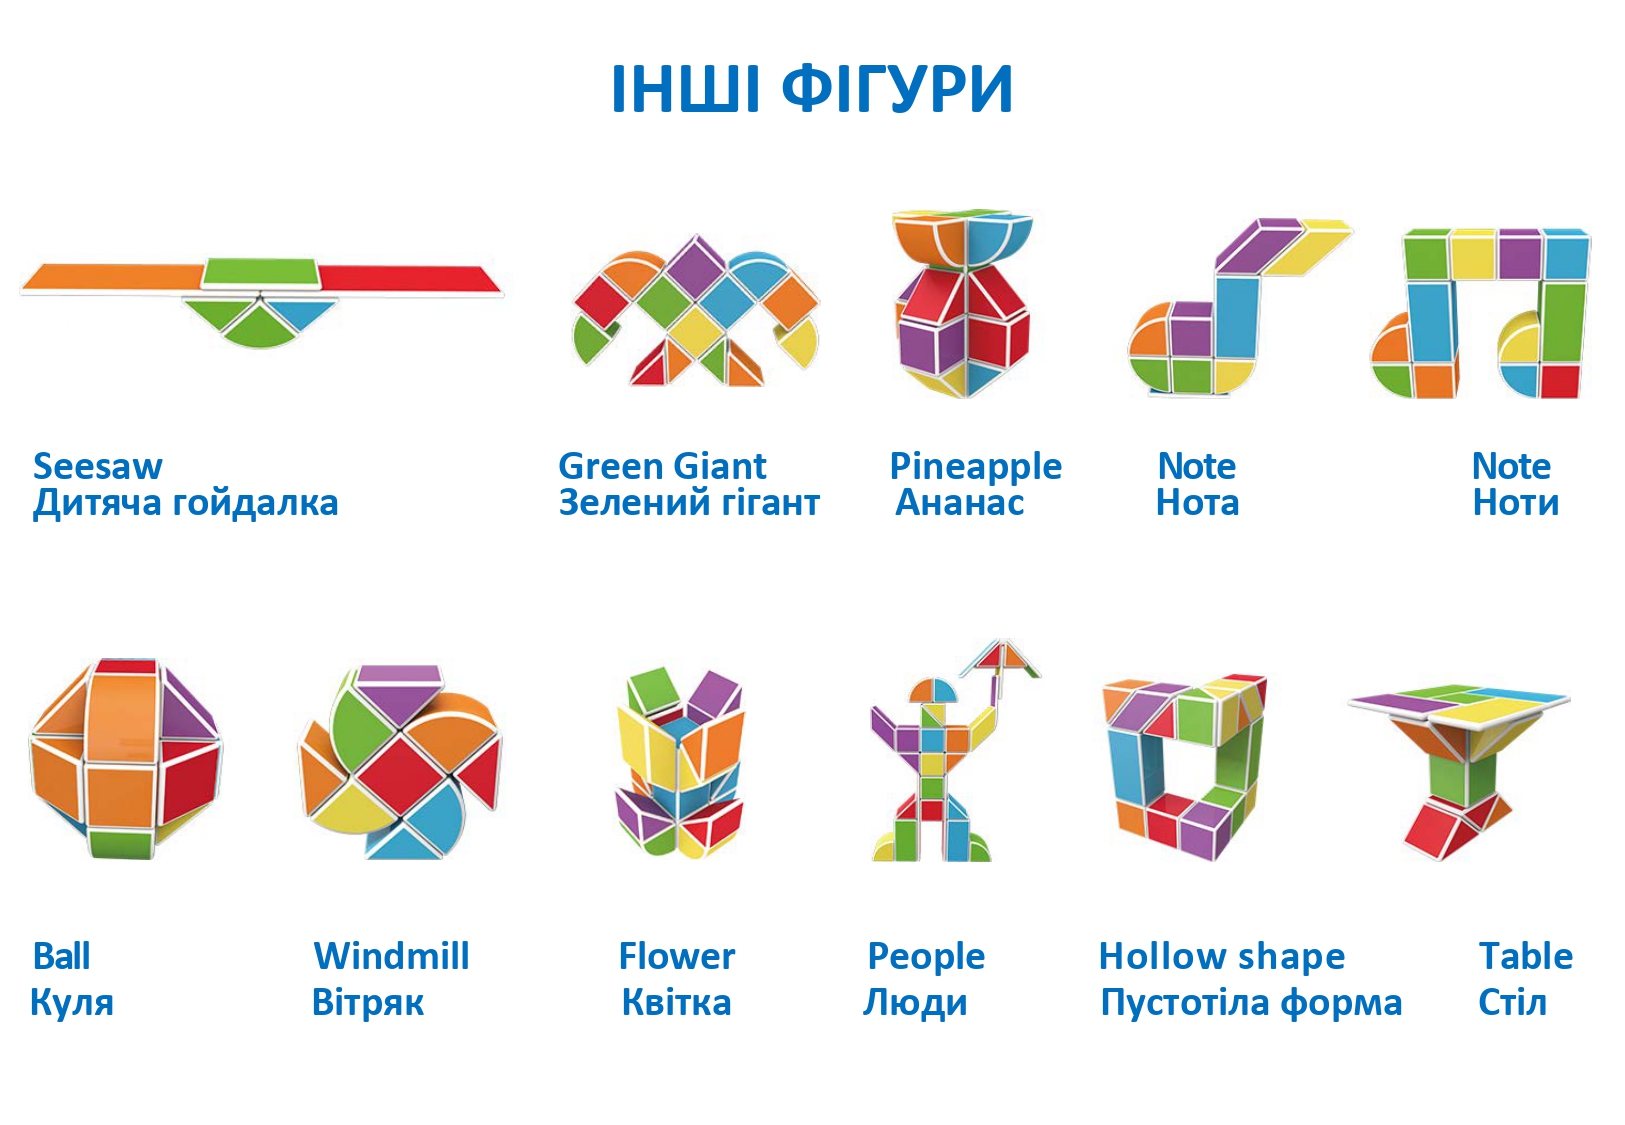 ІНШІ ФІГУРИ
Seesaw
Дитяча гойдалка
Green Giant
Зелений гігант
Pineapple
Ананас
Note
Нота
Note
Ноти
Ball
Куля
Windmill
Вітряк
Flower
Квітка
People
Люди
Hollow shape
Пустотіла форма
Table
Стіл